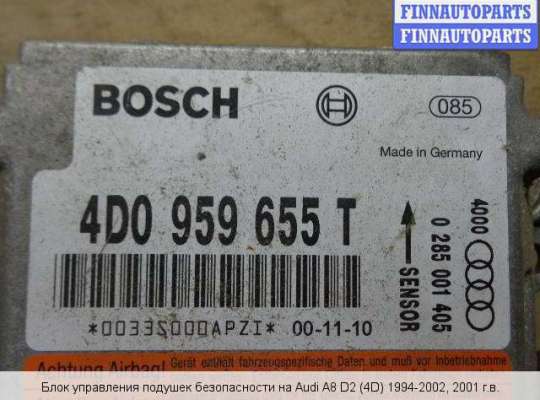 FINNAUTOPARTS
FINNAUTOPARTS
BOSCH
085
Made in Germany
4D0 959 655 T
SENSOR
0 285 001 405
4000
*0033S000APZI* 00-11-10
Achtung Airbag! Gerät enthält fahrzeugspezifische Daten und muß vor Inbetriebnahme
Блок управления подушек безопасности на Audi A8 D2 (4D) 1994-2002, 2001 г.в.